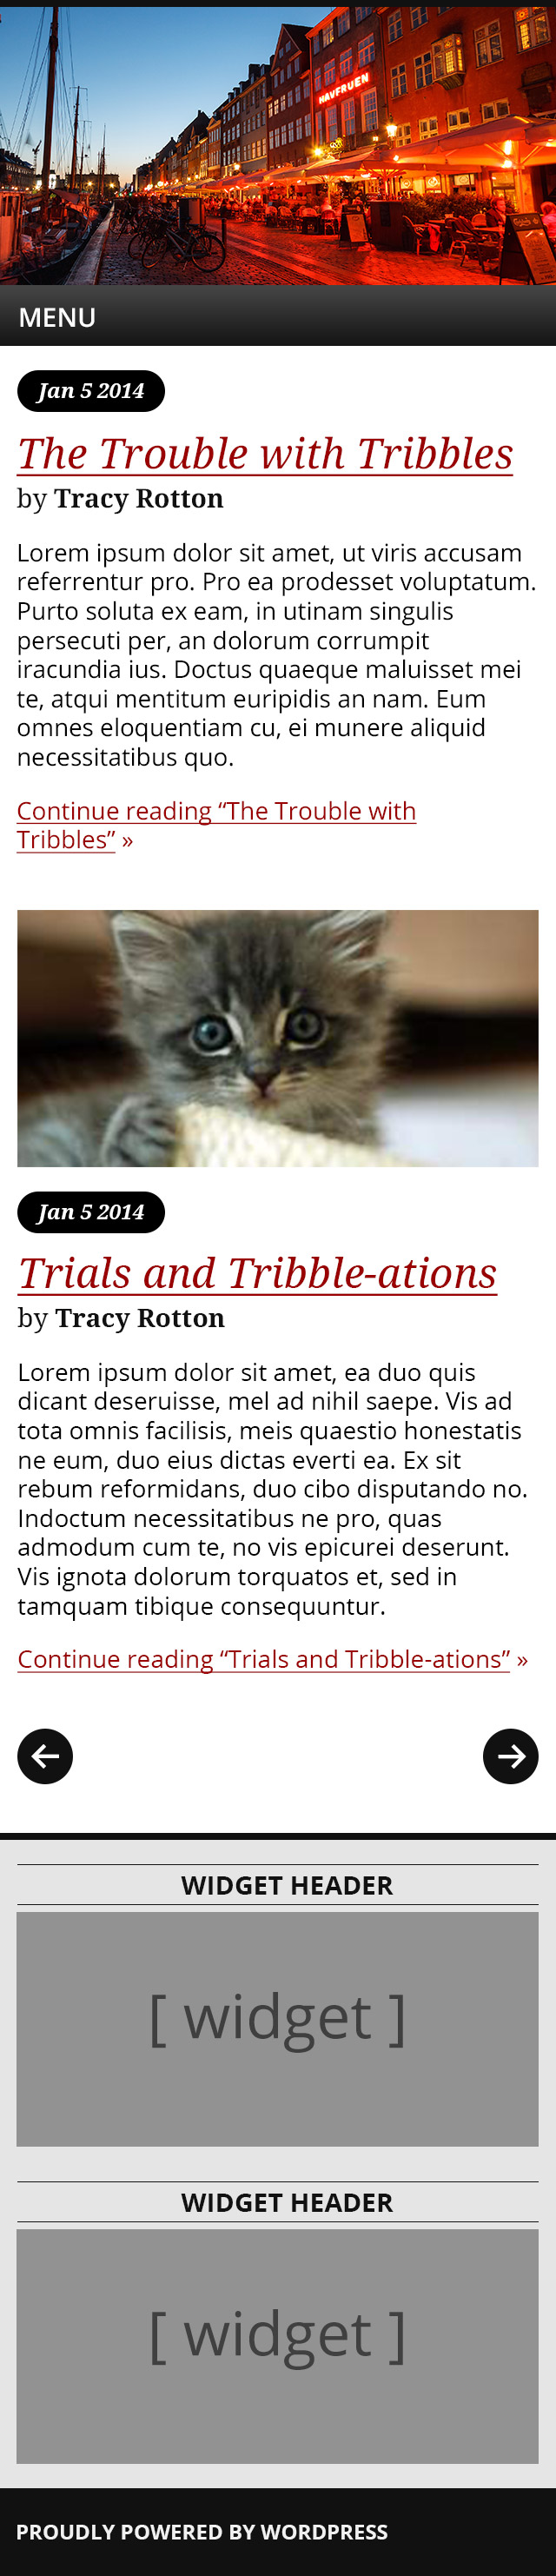 HAVFRUEN
MENU
Jan 5 2014
The Trouble with Tribbles
by Tracy Rotton
Lorem ipsum dolor sit amet, ut viris accusam
referrentur pro. Pro ea prodesset voluptatum.
Purto soluta ex eam, in utinam singulis
persecuti per, an dolorum corrumpit
iracundia ius. Doctus quaeque maluisset mei
te, atqui mentitum euripidis an nam. Eum
omnes eloquentiam cu, ei munere aliquid
necessitatibus quo.
Continue reading “The Trouble with
Tribbles” »
Jan 5 2014
Trials and Tribble-ations
by Tracy Rotton
Lorem ipsum dolor sit amet, ea duo quis
dicant deseruisse, mel ad nihil saepe. Vis ad
tota omnis facilisis, meis quaestio honestatis
ne eum, duo eius dictas everti ea. Ex sit
rebum reformidans, duo cibo disputando no.
Indoctum necessitatibus ne pro, quas
admodum cum te, no vis epicurei deserunt.
Vis ignota dolorum torquatos et, sed in
tamquam tibique consequuntur.
Continue reading “Trials and Tribble-ations” »
WIDGET HEADER
[ widget ]
WIDGET HEADER
[ widget ]
PROUDLY POWERED BY WORDPRESS